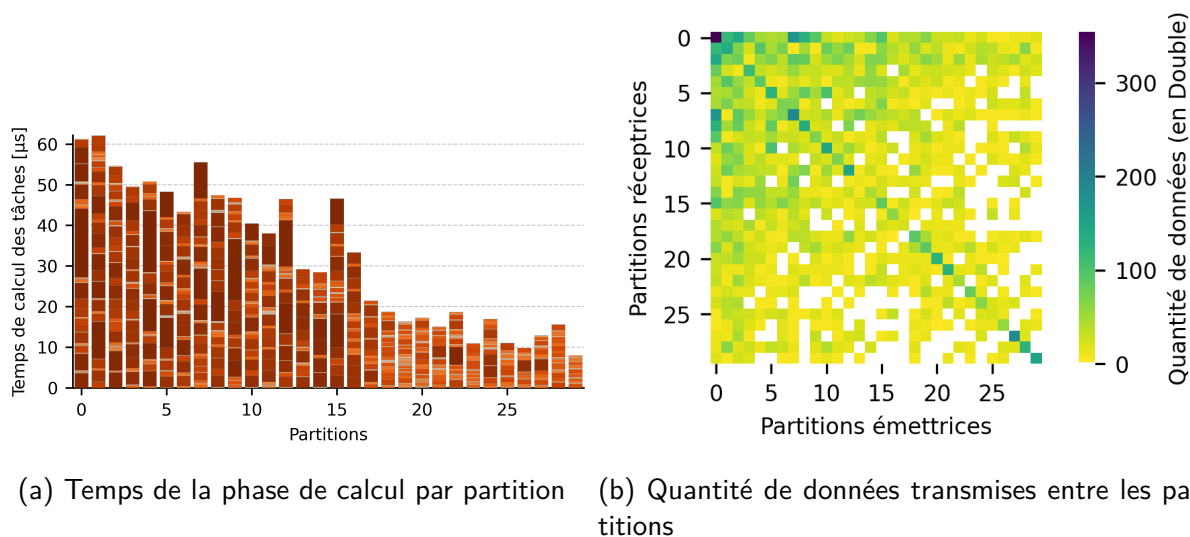 Temps de calcul des tâches [µs]
60
50
40
30
20
10
0
0 5 10 15 20 25
Partitions
Partitions réceptrices
0
5
10
15
20
25
0 5 10 15 20 25
Partitions émettrices
300
200
100
0
Quantité de données (en Double)
(a) Temps de la phase de calcul par partition
(b) Quantité de données transmises entre les pa
titions